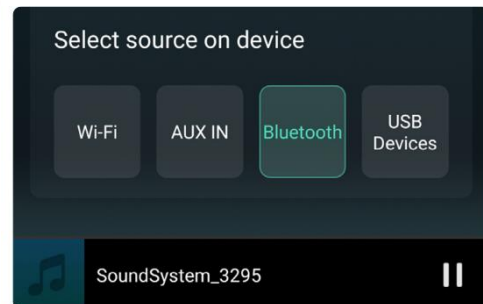 Select source on device
Wi-Fi
AUX IN
Bluetooth
USB
Devices
SoundSystem_3295